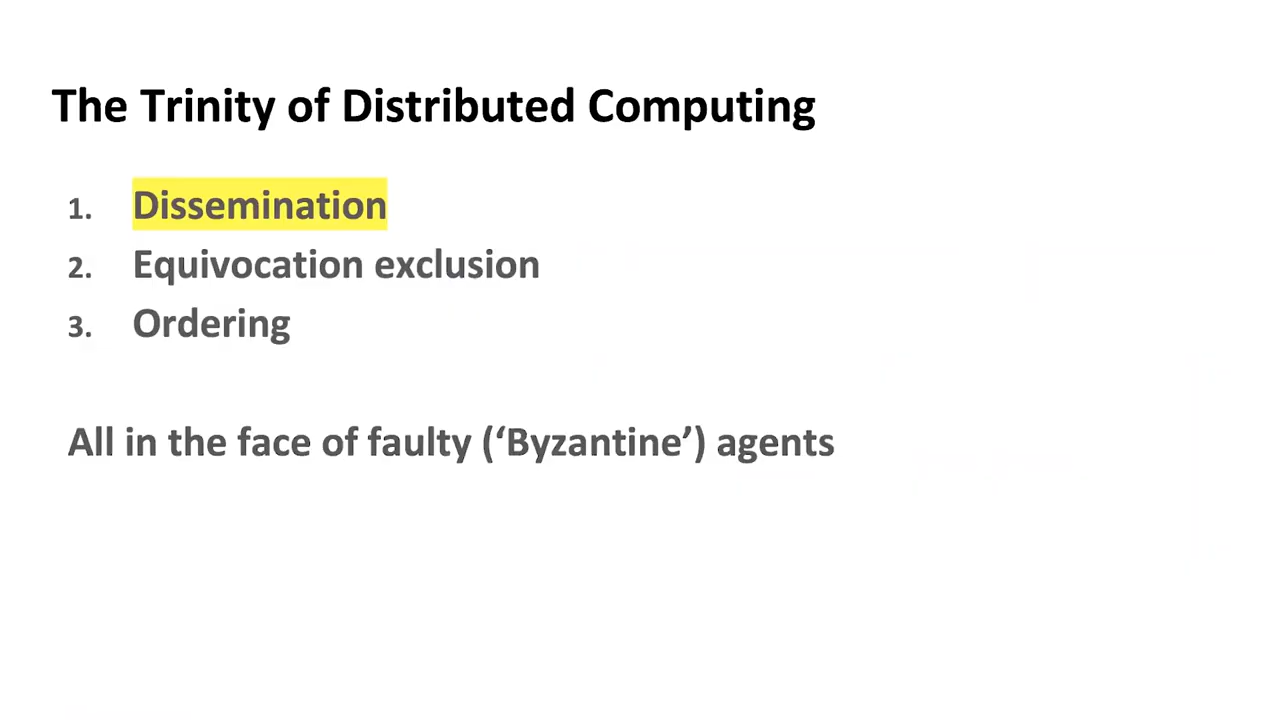 The Trinity of Distributed Computing
1. Dissemination
2. Equivocation exclusion
3. Ordering
All in the face of faulty (‘Byzantine’) agents